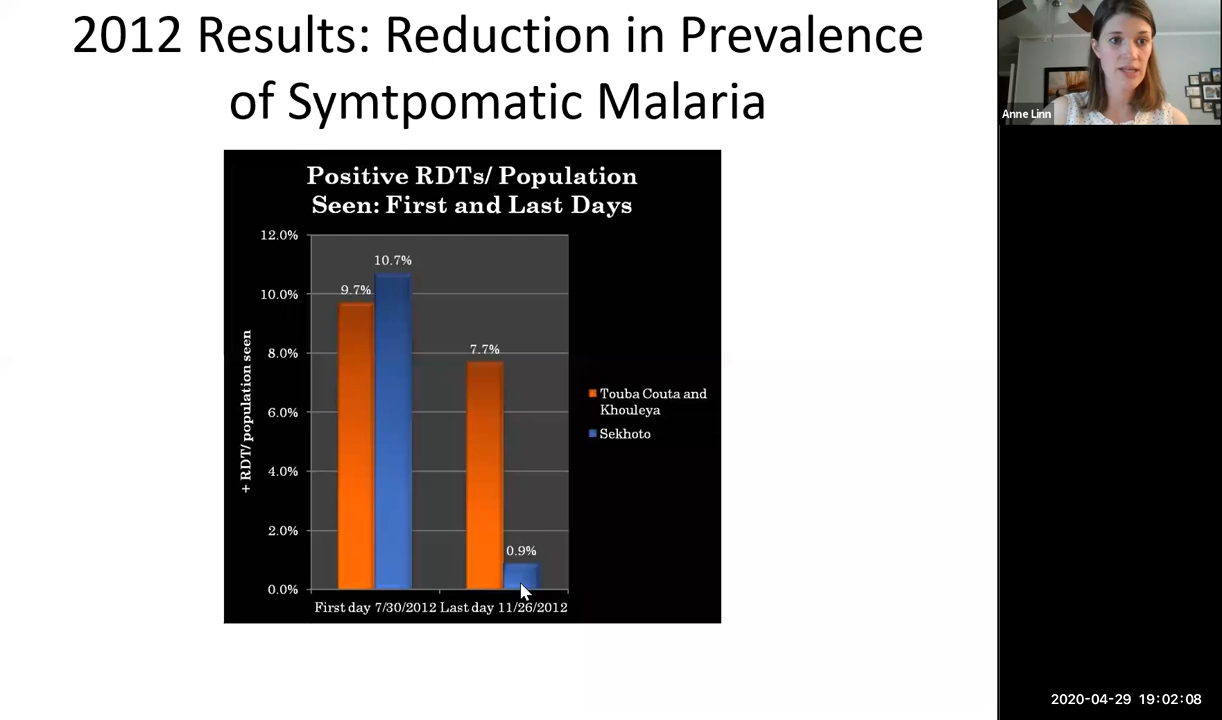 2012 Results: Reduction in Prevalence
of Symtpomatic Malaria
Anne Linn
Positive RDTs/ Population
Seen: First and Last Days
12.0%
10.0%
8.0%
6.0%
4.0%
2.0%
0.0%
+ RDT/ population seen
9.7%
10.7%
7.7%
0.9%
First day 7/30/2012 Last day 11/26/2012
Touba Couta and
Khouleya
Sekhoto
2020-04-29 19:02:08